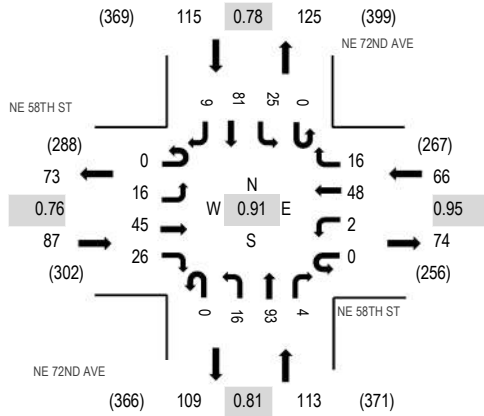 (369) 115 0.78 125 (399)
NE 72ND AVE
NE 58TH ST
9 81 25 0
(288) (267)
73 0 16 66
16 N 48
0.76 W 0.91 E 0.95
45 S 2
87 26 0 74
(302) (256)
0 16 93 4
NE 58TH ST
NE 72ND AVE
(366) 109 0.81 113 (371)